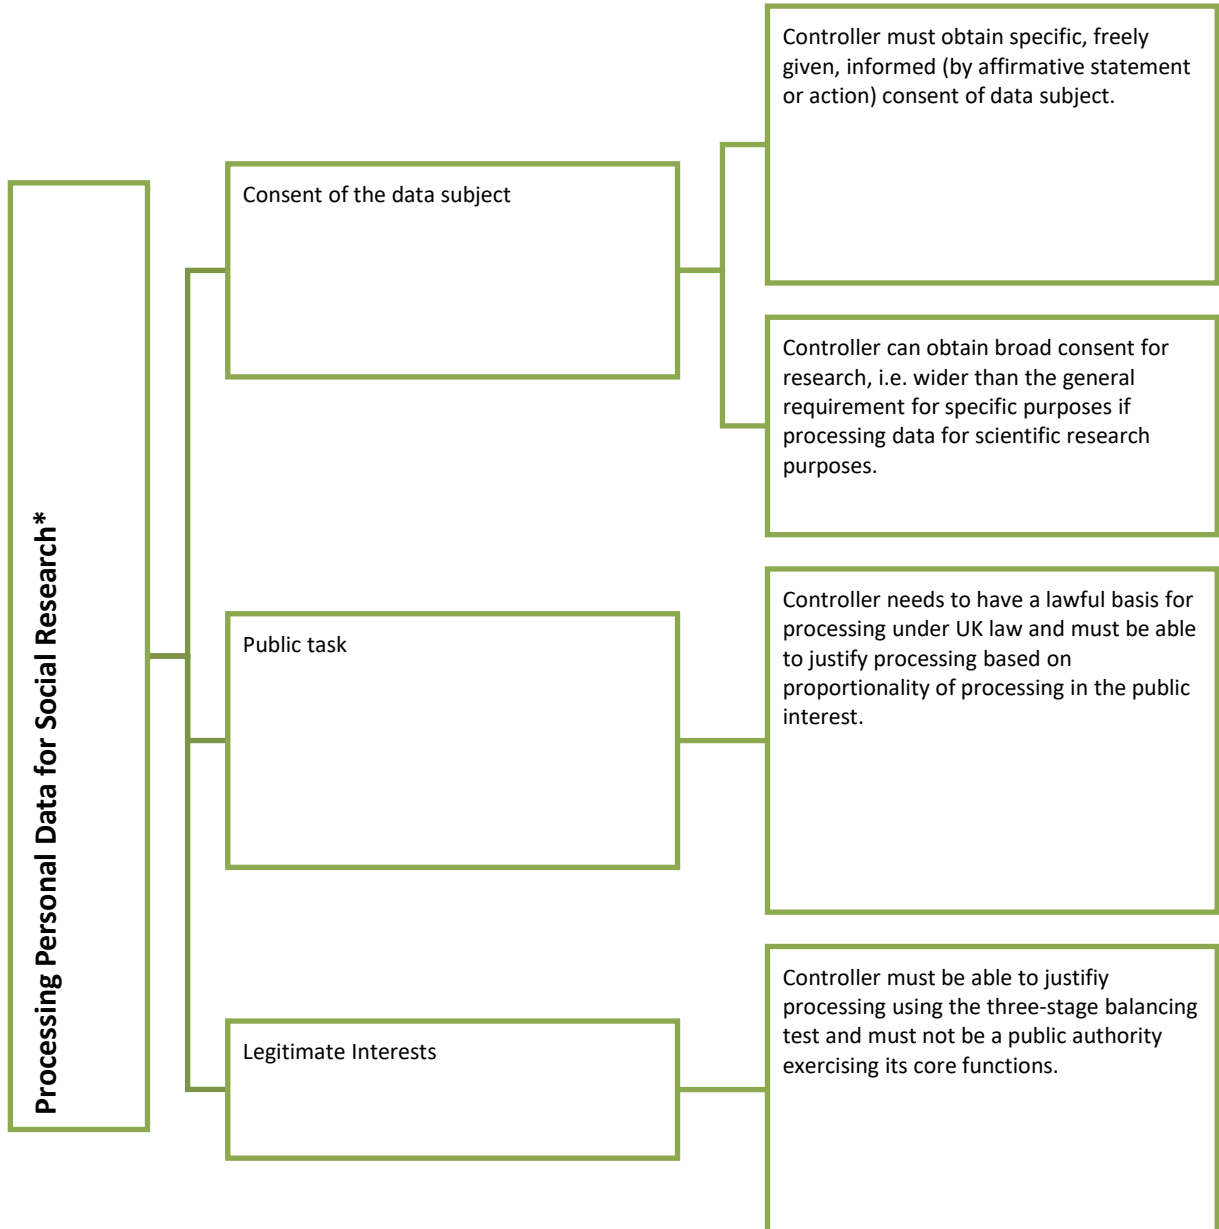 Processing Personal Data for Social Research*
Consent of the data subject
Controller must obtain specific, freely
given, informed (by affirmative statement
or action) consent of data subject.
Controller can obtain broad consent for
research, i.e. wider than the general
requirement for specific purposes if
processing data for scientific research
purposes.
Public task
Controller needs to have a lawful basis for
processing under UK law and must be able
to justify processing based on
proportionality of processing in the public
interest.
Legitimate Interests
Controller must be able to justifiy
processing using the three-stage balancing
test and must not be a public authority
exercising its core functions.